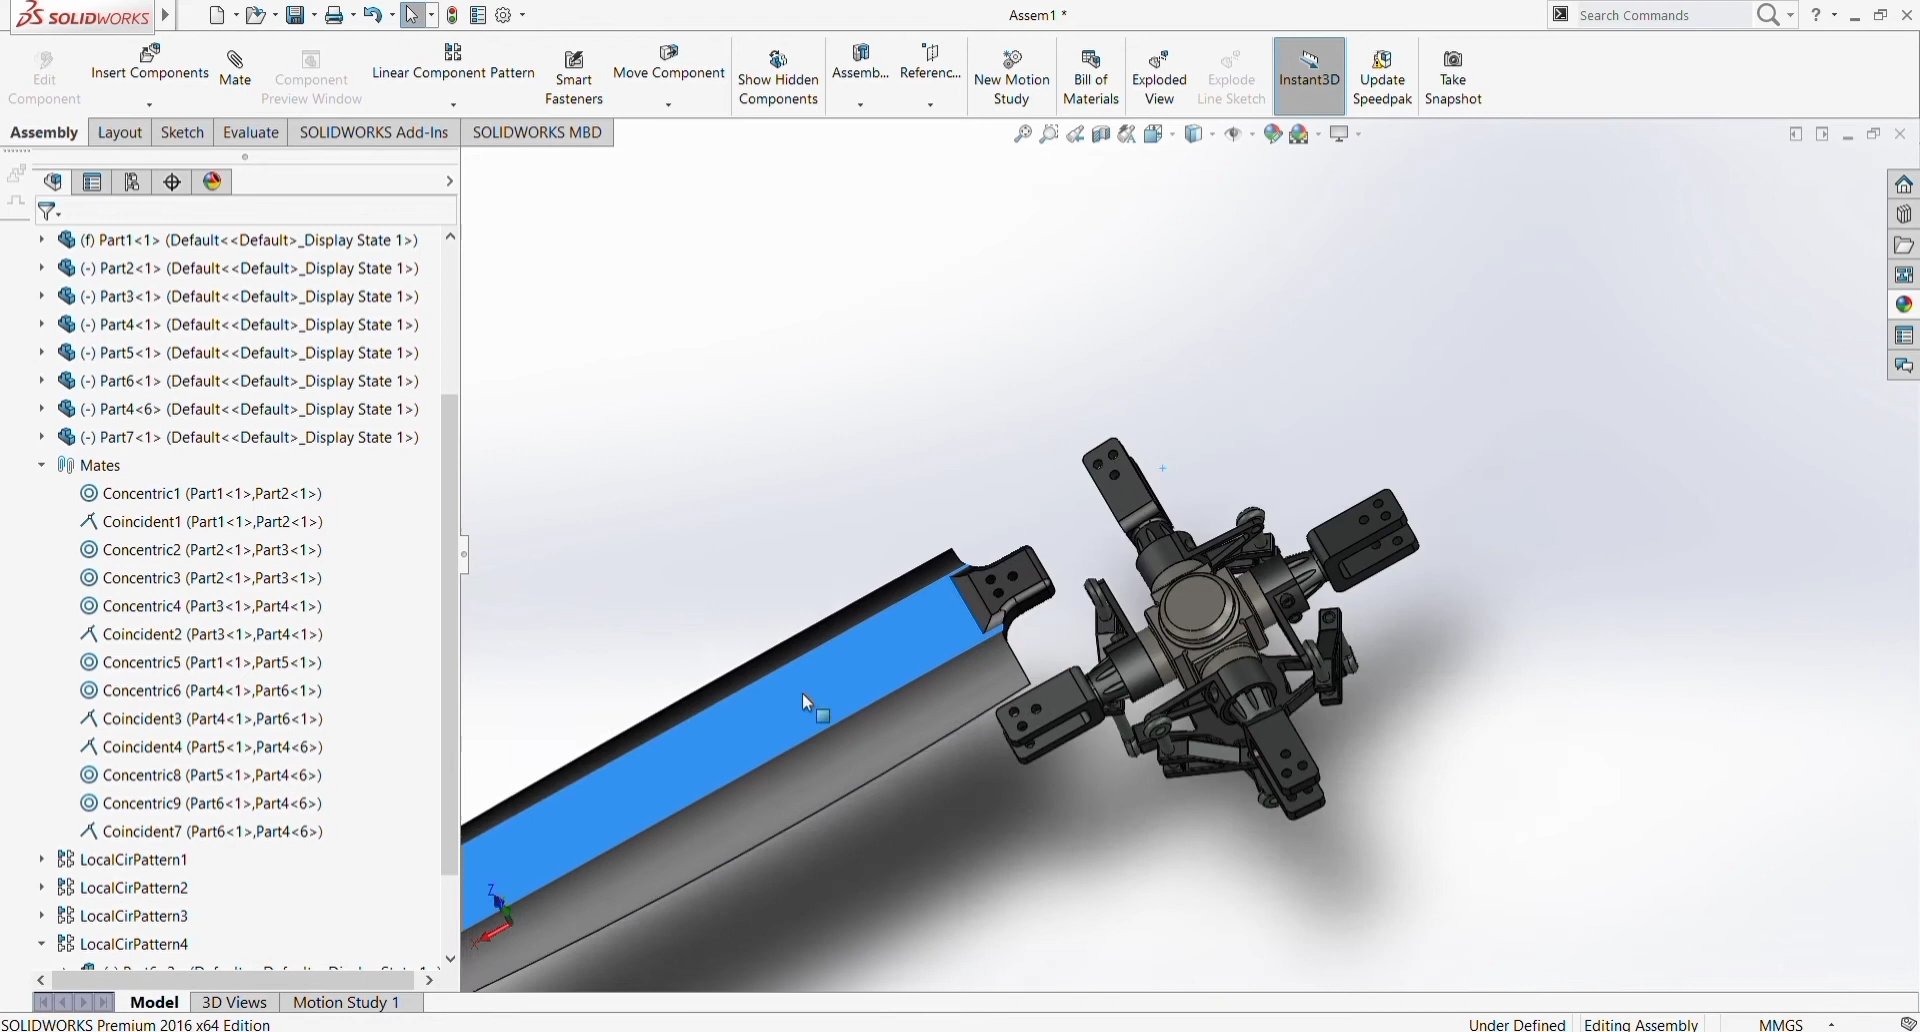 SOLIDWORKS
Assem1 *
Search Commands
?
Edit Component
Insert Components
Mate
Component Preview Window
Linear Component Pattern
Smart Fasteners
Move Component
Show Hidden Components
Assemb...
Referenc...
New Motion Study
Bill of Materials
Exploded View
Explode Line Sketch
Instant3D
Update Speedpak
Take Snapshot
Assembly
Layout
Sketch
Evaluate
SOLIDWORKS Add-Ins
SOLIDWORKS MBD
(f) Part1<1> (Default<<Default>_Display State 1>)
(-) Part2<1> (Default<<Default>_Display State 1>)
(-) Part3<1> (Default<<Default>_Display State 1>)
(-) Part4<1> (Default<<Default>_Display State 1>)
(-) Part5<1> (Default<<Default>_Display State 1>)
(-) Part6<1> (Default<<Default>_Display State 1>)
(-) Part4<6> (Default<<Default>_Display State 1>)
(-) Part7<1> (Default<<Default>_Display State 1>)
Mates
Concentric1 (Part1<1>,Part2<1>)
Coincident1 (Part1<1>,Part2<1>)
Concentric2 (Part2<1>,Part3<1>)
Concentric3 (Part2<1>,Part3<1>)
Concentric4 (Part3<1>,Part4<1>)
Coincident2 (Part3<1>,Part4<1>)
Concentric5 (Part1<1>,Part5<1>)
Concentric6 (Part4<1>,Part6<1>)
Coincident3 (Part4<1>,Part6<1>)
Coincident4 (Part5<1>,Part4<6>)
Concentric8 (Part5<1>,Part4<6>)
Concentric9 (Part6<1>,Part4<6>)
Coincident7 (Part6<1>,Part4<6>)
LocalCirPattern1
LocalCirPattern2
LocalCirPattern3
LocalCirPattern4
Z
X
Model
3D Views
Motion Study 1
SOLIDWORKS Premium 2016 x64 Edition
Under Defined
Editing Assembly
MMGS